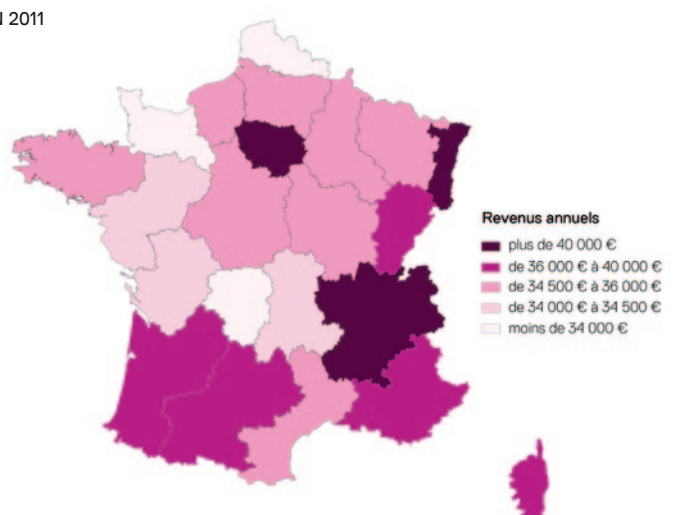 N 2011
Revenus annuels
plus de 40 000 €
de 36 000 € à 40 000 €
de 34 500 € à 36 000 €
de 34 000 € à 34 500 €
moins de 34 000 €